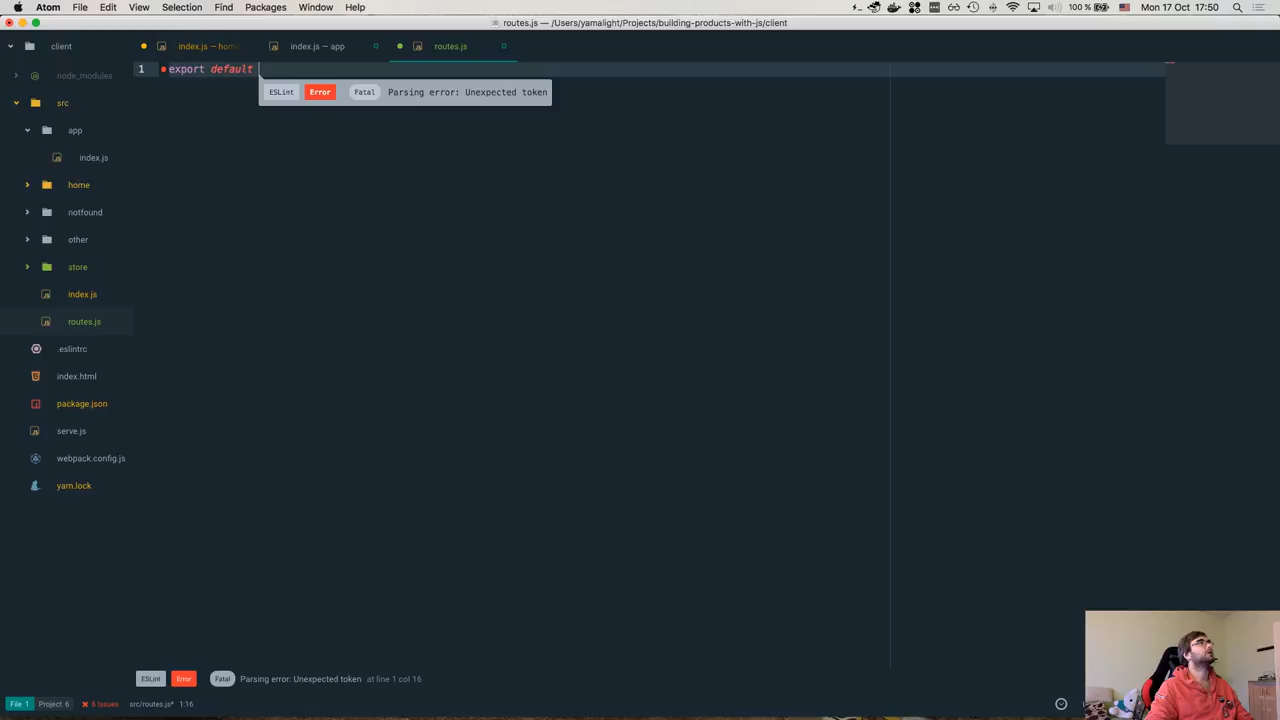 Atom File Edit View Selection Find Packages Window Help
100 % Mon 17 Oct 17:50
routes.js — /Users/yamalight/Projects/building-products-with-js/client
client
index.js — hom
index.js — app
routes.js
node_modules
1 export default
ESLint Error Fatal Parsing error: Unexpected token
src
app
index.js
home
notfound
other
store
index.js
routes.js
.eslintrc
index.html
package.json
serve.js
webpack.config.js
yarn.lock
ESLint Error Fatal Parsing error: Unexpected token at line 1 col 16
File 1 Project 6 6 Issues src/routes.js* 1:16